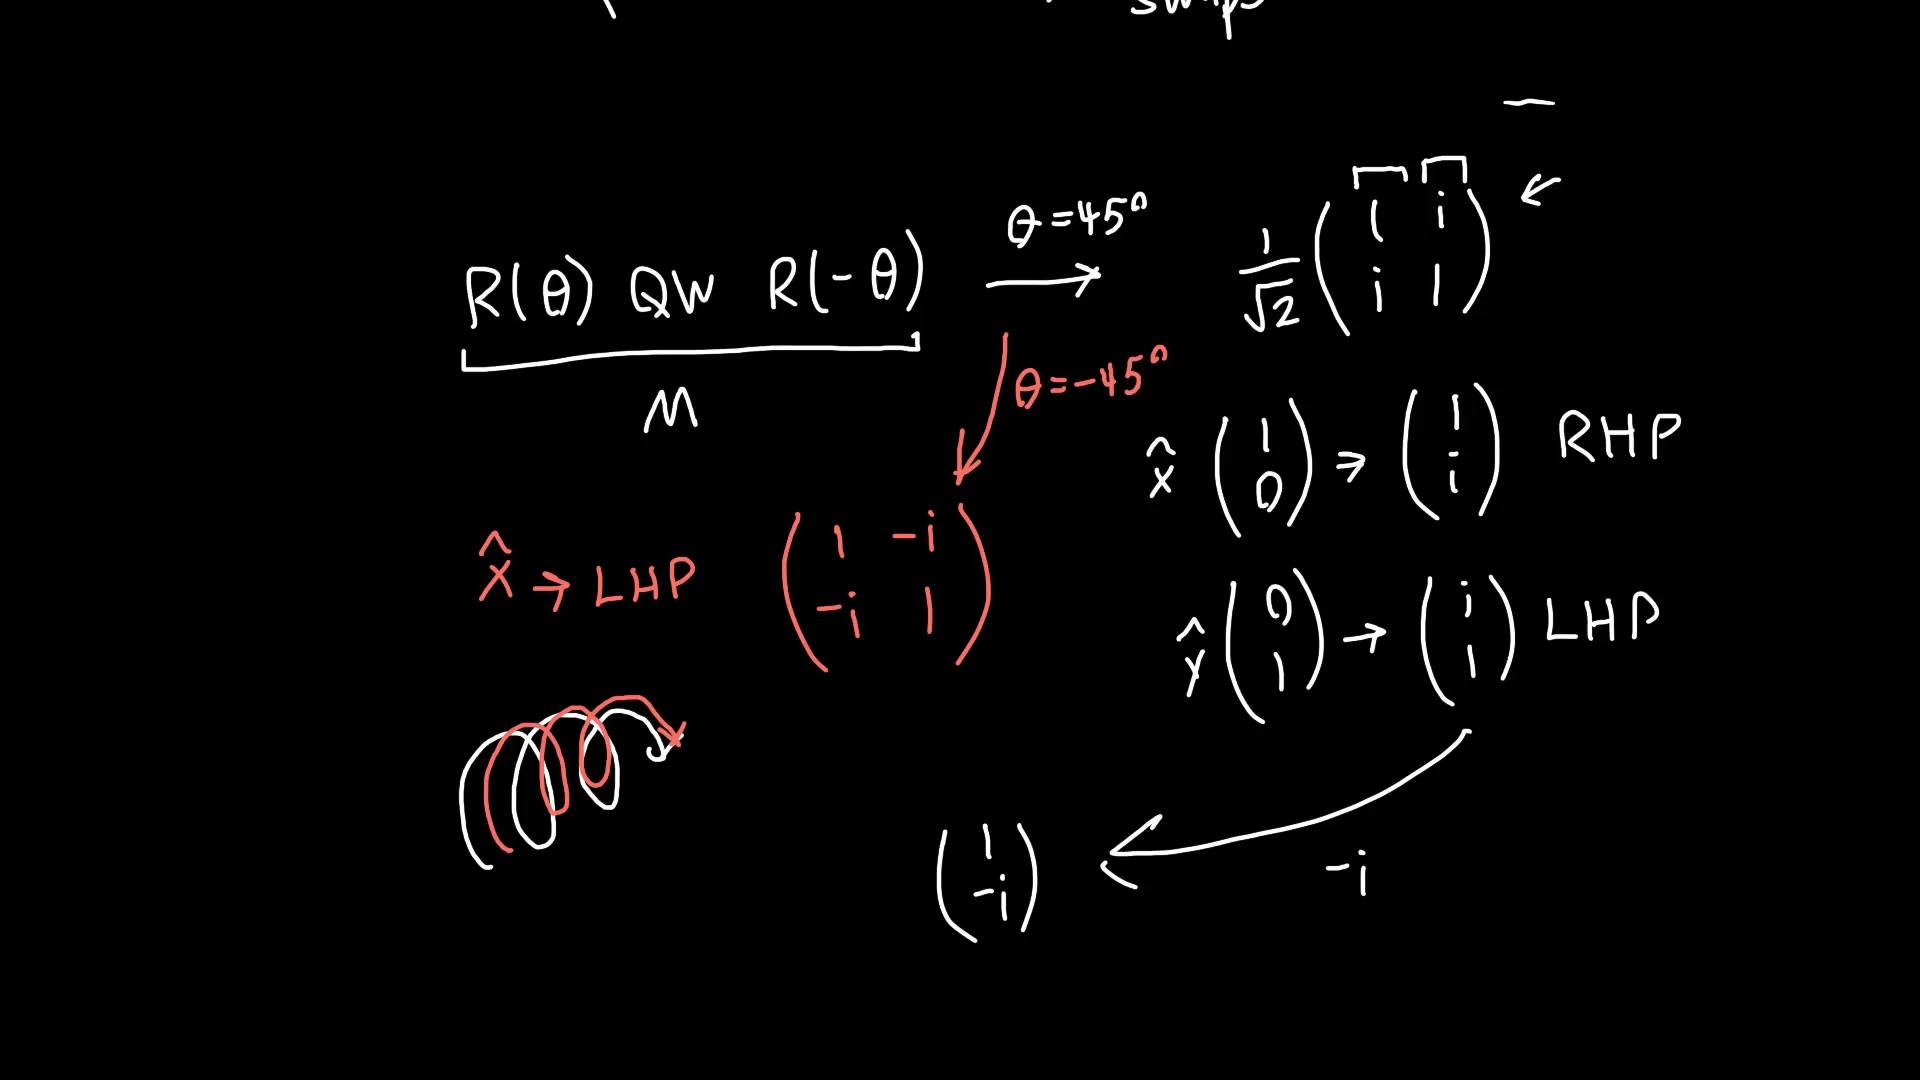 swaps
R(θ) QW R(-θ)
M
θ=45°
1/√2 (1 i
i 1)
θ=-45°
x̂ (1
0) → (1
i) RHP
x̂ → LHP (1 -i
-i 1)
ŷ (0
1) → (i
1) LHP
-i
(1
-i)